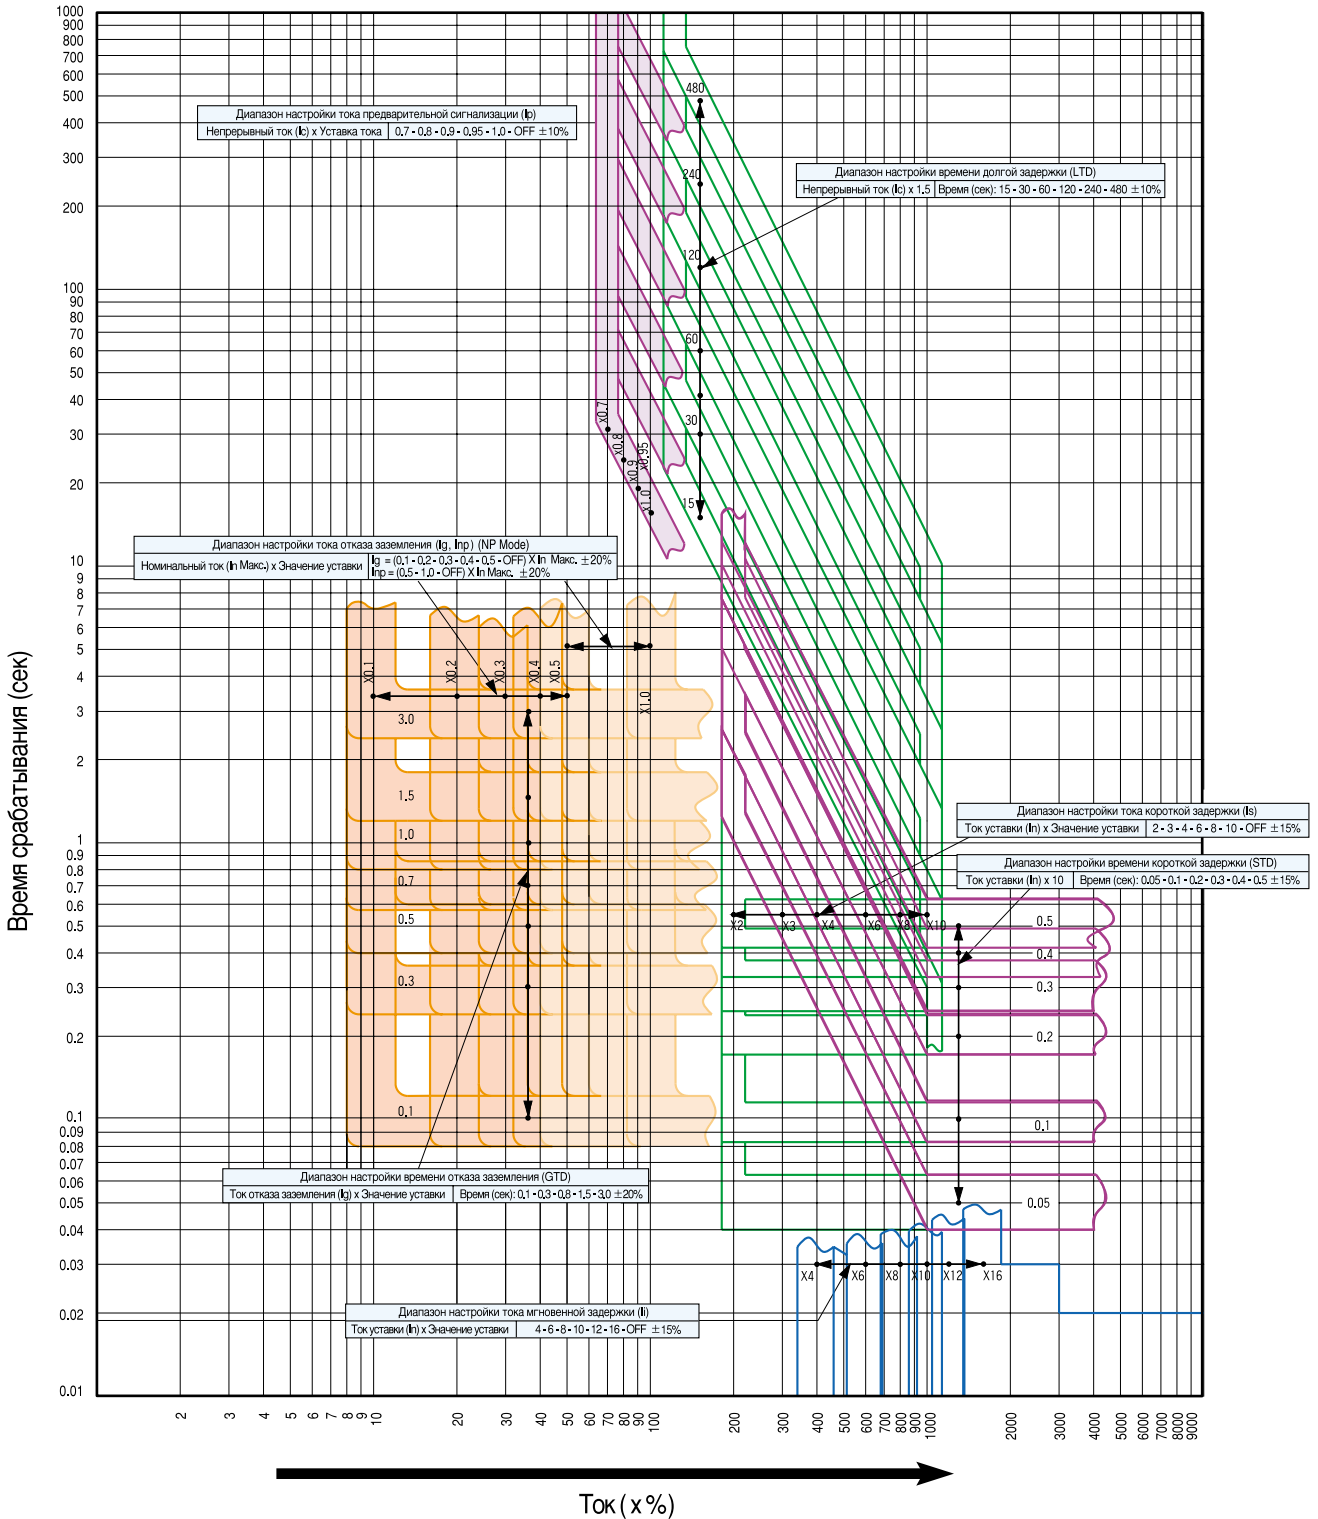 1000
900
800
700
600
500
400
300
200
100
90
80
70
60
50
40
30
20
10
9
8
7
6
5
4
3
2
1
0.9
0.8
0.7
0.6
0.5
0.4
0.3
0.2
0.1
0.09
0.08
0.07
0.06
0.05
0.04
0.03
0.02
0.01
Время срабатывания (сек)
Диапазон настройки тока предварительной сигнализации (Ip)
Непрерывный ток (Ic) x Уставка тока 0.7 - 0.8 - 0.9 - 0.95 - 1.0 - OFF ±10%
480
240
120
60
30
15
Диапазон настройки времени долгой задержки (LTD)
Непрерывный ток (Ic) x 1.5 Время (сек): 15 - 30 - 60 - 120 - 240 - 480 ±10%
X0.7
X0.8
X0.9
X0.95
X1.0
Диапазон настройки тока отказа заземления (Ig, Inp) (NP Mode)
Номинальный ток (In Макс.) x Значение уставки
Ig = (0.1 - 0.2 - 0.3 - 0.4 - 0.5 - OFF) X In Макс. ±20%
Inp = (0.5 - 1.0 - OFF) X In Макс. ±20%
X0.1
X0.2
X0.3
X0.4
X0.5
X1.0
3.0
1.5
1.0
0.7
0.5
0.3
0.1
Диапазон настройки тока короткой задержки (Is)
Ток уставки (In) x Значение уставки 2 - 3 - 4 - 6 - 8 - 10 - OFF ±15%
Диапазон настройки времени короткой задержки (STD)
Ток уставки (In) x 10 Время (сек): 0.05 - 0.1 - 0.2 - 0.3 - 0.4 - 0.5 ±15%
X2 X3 X4 X6 X8 X10
0.5
0.4
0.3
0.2
0.1
0.05
Диапазон настройки времени отказа заземления (GTD)
Ток отказа заземления (Ig) x Значение уставки Время (сек): 0.1 - 0.3 - 0.8 - 1.5 - 3.0 ±20%
X4 X6 X8 X10 X12 X16
Диапазон настройки тока мгновенной задержки (Ii)
Ток уставки (In) x Значение уставки 4 - 6 - 8 - 10 - 12 - 16 - OFF ±15%
2 3 4 5 6 7 8 9 10 20 30 40 50 60 70 80 90 100 200 300 400 500 600 700 800 900 1000 2000 3000 4000 5000 6000 7000 8000 9000
Ток ( x %)